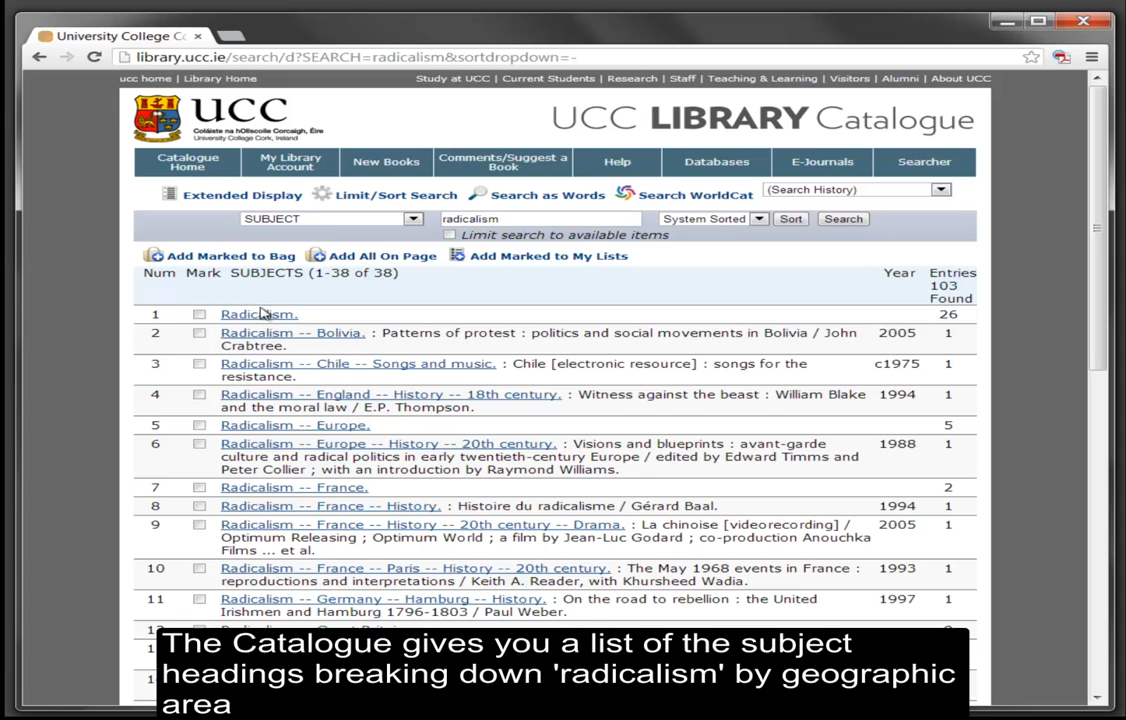 University College Co
library.ucc.ie/search/d?SEARCH=radicalism&sortdropdown=-
ucc home | Library Home
Study at UCC | Current Students | Research | Staff | Teaching & Learning | Visitors | Alumni | About UCC
UCC
Coláiste na hOllscoile Corcaigh, Éire
University College Cork, Ireland
UCC LIBRARY Catalogue
Catalogue Home
My Library Account
New Books
Comments/Suggest a Book
Help
Databases
E-Journals
Searcher
Extended Display
Limit/Sort Search
Search as Words
Search WorldCat
(Search History)
SUBJECT
radicalism
System Sorted
Sort
Search
Limit search to available items
Add Marked to Bag
Add All On Page
Add Marked to My Lists
Num Mark SUBJECTS (1-38 of 38) Year Entries
103
Found
1 Radicalism. 26
2 Radicalism -- Bolivia. : Patterns of protest : politics and social movements in Bolivia / John 2005 1
Crabtree.
3 Radicalism -- Chile -- Songs and music. : Chile [electronic resource] : songs for the c1975 1
resistance.
4 Radicalism -- England -- History -- 18th century. : Witness against the beast : William Blake 1994 1
and the moral law / E.P. Thompson.
5 Radicalism -- Europe. 5
6 Radicalism -- Europe -- History -- 20th century. : Visions and blueprints : avant-garde 1988 1
culture and radical politics in early twentieth-century Europe / edited by Edward Timms and
Peter Collier ; with an introduction by Raymond Williams.
7 Radicalism -- France. 2
8 Radicalism -- France -- History. : Histoire du radicalisme / Gérard Baal. 1994 1
9 Radicalism -- France -- History -- 20th century -- Drama. : La chinoise [videorecording] / 2005 1
Optimum Releasing ; Optimum World ; a film by Jean-Luc Godard ; co-production Anouchka
Films ... et al.
10 Radicalism -- France -- Paris -- History -- 20th century. : The May 1968 events in France : 1993 1
reproductions and interpretations / Keith A. Reader, with Khursheed Wadia.
11 Radicalism -- Germany -- Hamburg -- History. : On the road to rebellion : the United 1997 1
Irishmen and Hamburg 1796-1803 / Paul Weber.
The Catalogue gives you a list of the subject
headings breaking down 'radicalism' by geographic
area